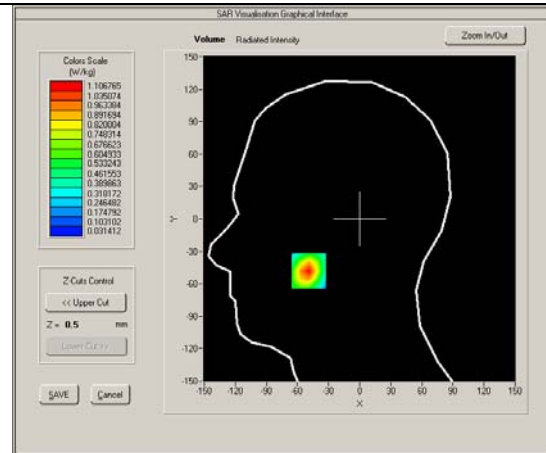 SAR Visualisation Graphical Interface
Volume Radiated Intensity
Zoom In/Out
Colors Scale
(W/kg)
1.106765
1.035074
0.963384
0.891694
0.820004
0.748314
0.676623
0.604933
0.533243
0.461553
0.389863
0.318172
0.246482
0.174792
0.103102
0.031412
Z-Cuts Control
<< Upper Cut
Z = 0.5 mm
Lower Cut >>
SAVE Cancel
150
120
90
60
30
Y 0
-30
-60
-90
-120
-150
-150 -120 -90 -60 -30 0 30 60 90 120 150
X